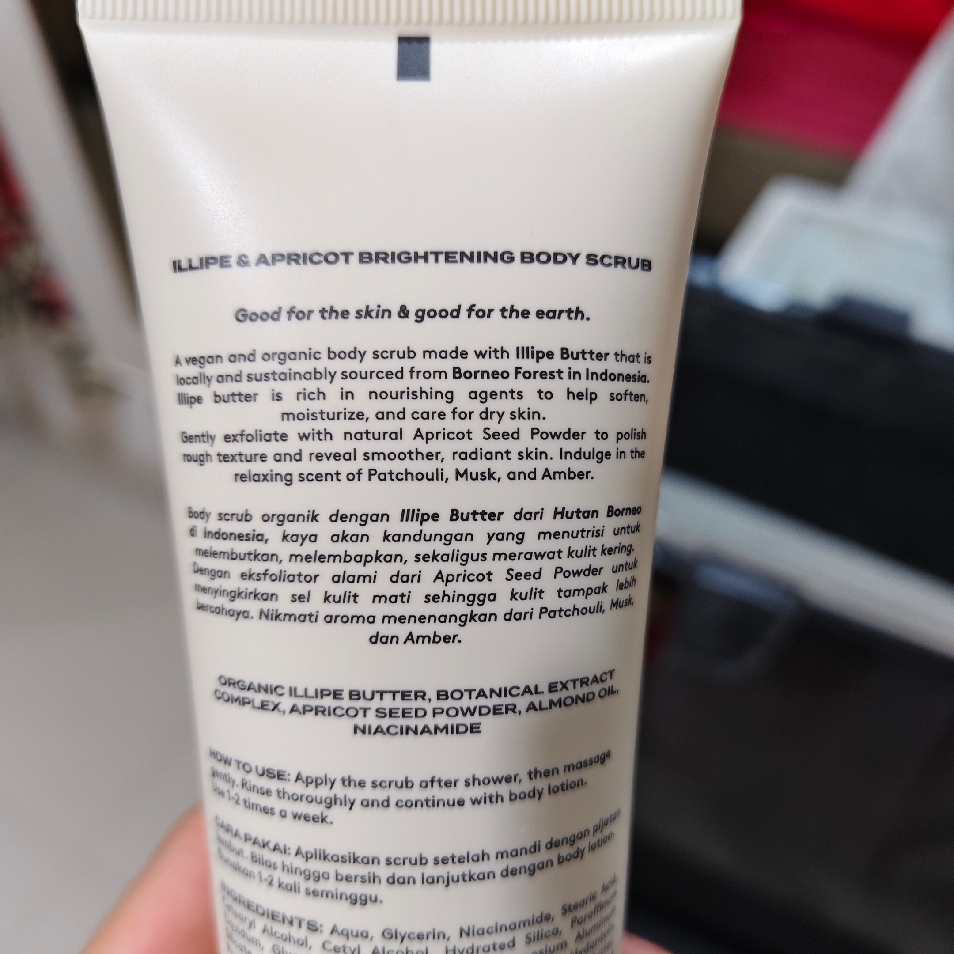 ILLIPE & APRICOT BRIGHTENING BODY SCRUB
Good for the skin & good for the earth.
A vegan and organic body scrub made with Illipe Butter that is
locally and sustainably sourced from Borneo Forest in Indonesia.
Illipe butter is rich in nourishing agents to help soften,
moisturize, and care for dry skin.
Gently exfoliate with natural Apricot Seed Powder to polish
rough texture and reveal smoother, radiant skin. Indulge in the
relaxing scent of Patchouli, Musk, and Amber.
Body scrub organik dengan Illipe Butter dari Hutan Borneo
di Indonesia, kaya akan kandungan yang menutrisi untuk
melembutkan, melembapkan, sekaligus merawat kulit kering.
Dengan eksfoliator alami dari Apricot Seed Powder untuk
menyingkirkan sel kulit mati sehingga kulit tampak lebih
bercahaya. Nikmati aroma menenangkan dari Patchouli, Musk,
dan Amber.
ORGANIC ILLIPE BUTTER, BOTANICAL EXTRACT
COMPLEX, APRICOT SEED POWDER, ALMOND OIL,
NIACINAMIDE
HOW TO USE: Apply the scrub after shower, then massage
gently. Rinse thoroughly and continue with body lotion.
Use 1-2 times a week.
CARA PAKAI: Aplikasikan scrub setelah mandi dengan pijatan
lembut. Bilas hingga bersih dan lanjutkan dengan body lotion.
Gunakan 1-2 kali seminggu.
INGREDIENTS: Aqua, Glycerin, Niacinamide, Stearic Acid,
Cetearyl Alcohol, Cetyl Alcohol, Hydrated Silica, Paraffinum